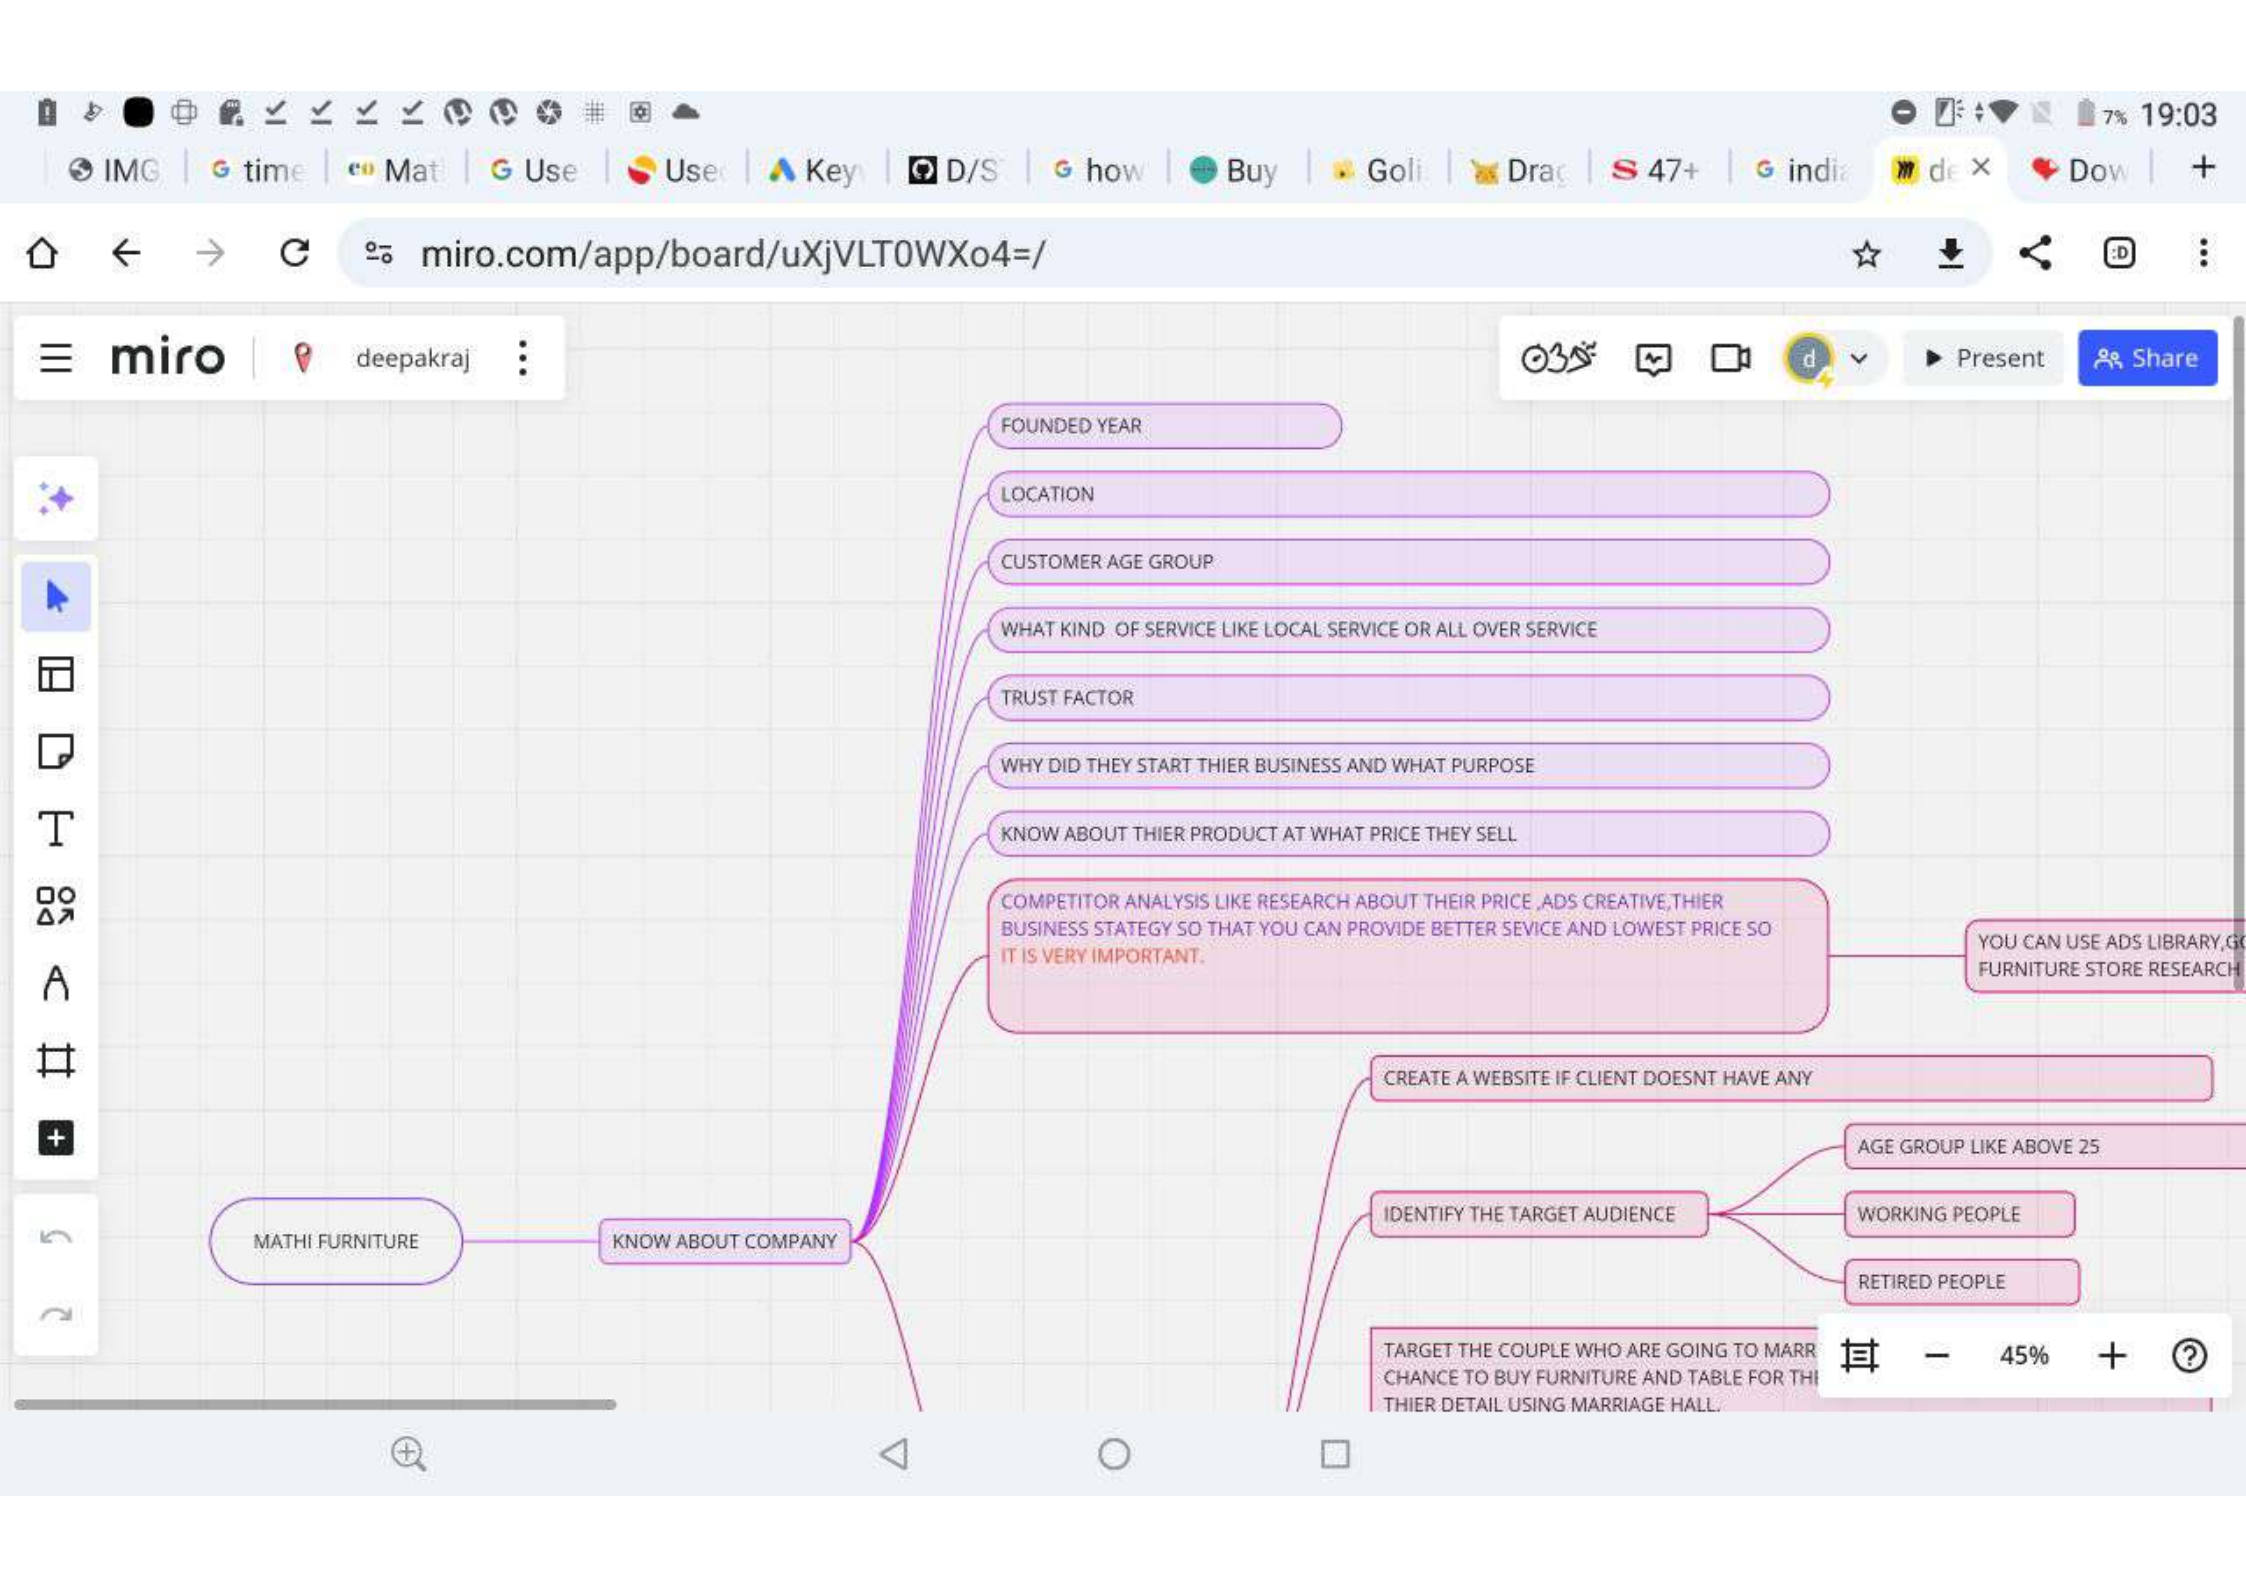 7% 19:03
IMG time Mat Use Use Key D/S how Buy Goli Drag 47+ india de Dow
miro.com/app/board/uXjVLT0WXo4=/
miro deepakraj
d Present Share
FOUNDED YEAR
LOCATION
CUSTOMER AGE GROUP
WHAT KIND OF SERVICE LIKE LOCAL SERVICE OR ALL OVER SERVICE
TRUST FACTOR
WHY DID THEY START THIER BUSINESS AND WHAT PURPOSE
KNOW ABOUT THIER PRODUCT AT WHAT PRICE THEY SELL
COMPETITOR ANALYSIS LIKE RESEARCH ABOUT THEIR PRICE ,ADS CREATIVE,THIER
BUSINESS STATEGY SO THAT YOU CAN PROVIDE BETTER SEVICE AND LOWEST PRICE SO
IT IS VERY IMPORTANT.
YOU CAN USE ADS LIBRARY,GO
FURNITURE STORE RESEARCH
CREATE A WEBSITE IF CLIENT DOESNT HAVE ANY
AGE GROUP LIKE ABOVE 25
IDENTIFY THE TARGET AUDIENCE
WORKING PEOPLE
RETIRED PEOPLE
MATHI FURNITURE
KNOW ABOUT COMPANY
TARGET THE COUPLE WHO ARE GOING TO MARR
CHANCE TO BUY FURNITURE AND TABLE FOR THE
THIER DETAIL USING MARRIAGE HALL.
45%